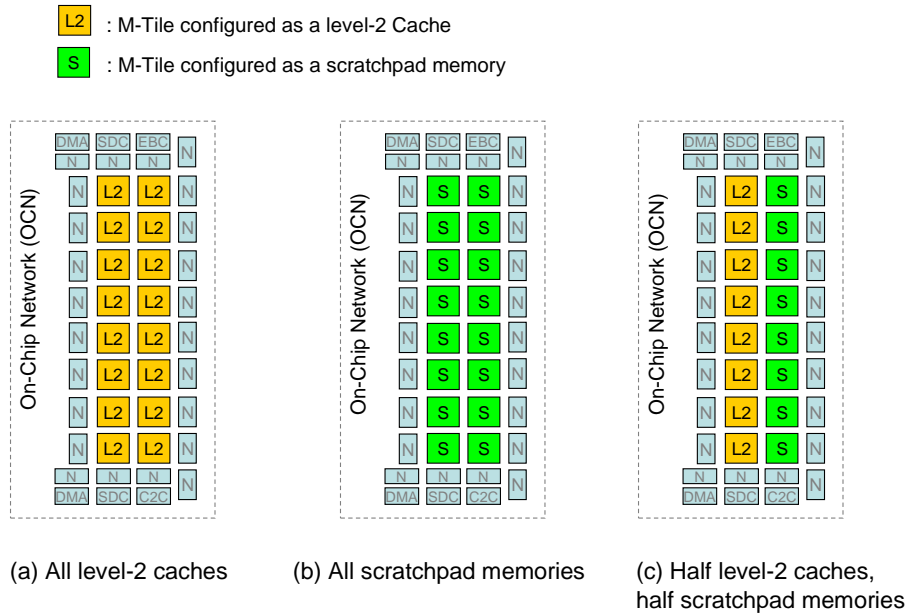 L2 : M-Tile configured as a level-2 Cache
S : M-Tile configured as a scratchpad memory
On-Chip Network (OCN)
DMA SDC EBC N
N N N
N L2 L2 N
N L2 L2 N
N L2 L2 N
N L2 L2 N
N L2 L2 N
N L2 L2 N
N L2 L2 N
N L2 L2 N
N N N N
DMA SDC C2C
(a) All level-2 caches
On-Chip Network (OCN)
DMA SDC EBC N
N N N
N S S N
N S S N
N S S N
N S S N
N S S N
N S S N
N S S N
N S S N
N N N N
DMA SDC C2C
(b) All scratchpad memories
On-Chip Network (OCN)
DMA SDC EBC N
N N N
N L2 S N
N L2 S N
N L2 S N
N L2 S N
N L2 S N
N L2 S N
N L2 S N
N L2 S N
N N N N
DMA SDC C2C
(c) Half level-2 caches,
half scratchpad memories